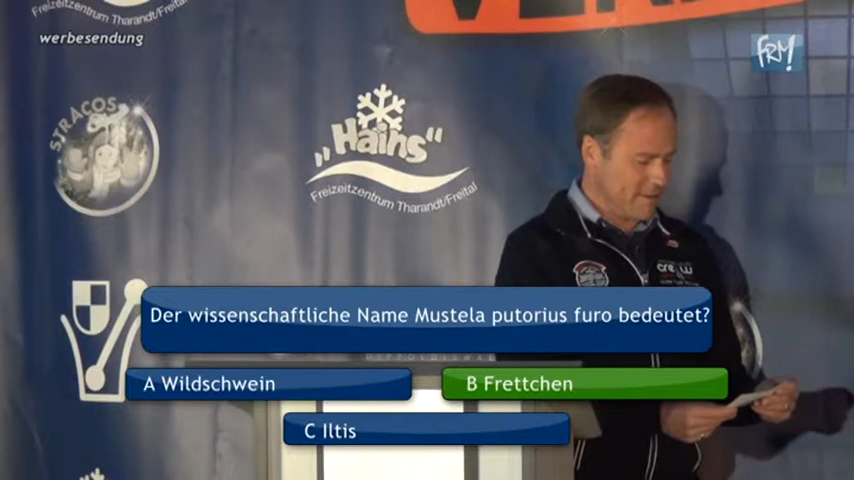 Freizeitzentrum Tharandt/Freital
werbesendung
FRM!
STRACOS
„Hains“
Freizeitzentrum Tharandt/Freital
crew
Der wissenschaftliche Name Mustela putorius furo bedeutet?
A Wildschwein
B Frettchen
C Iltis